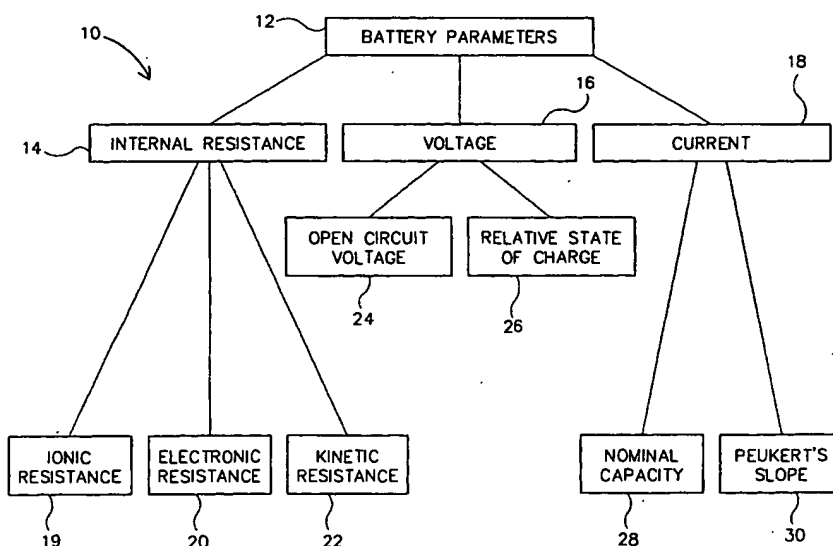 10
12
BATTERY PARAMETERS
16
18
14
INTERNAL RESISTANCE
VOLTAGE
CURRENT
OPEN CIRCUIT
VOLTAGE
RELATIVE STATE
OF CHARGE
24
26
IONIC
RESISTANCE
ELECTRONIC
RESISTANCE
KINETIC
RESISTANCE
NOMINAL
CAPACITY
PEUKERT'S
SLOPE
19
20
22
28
30